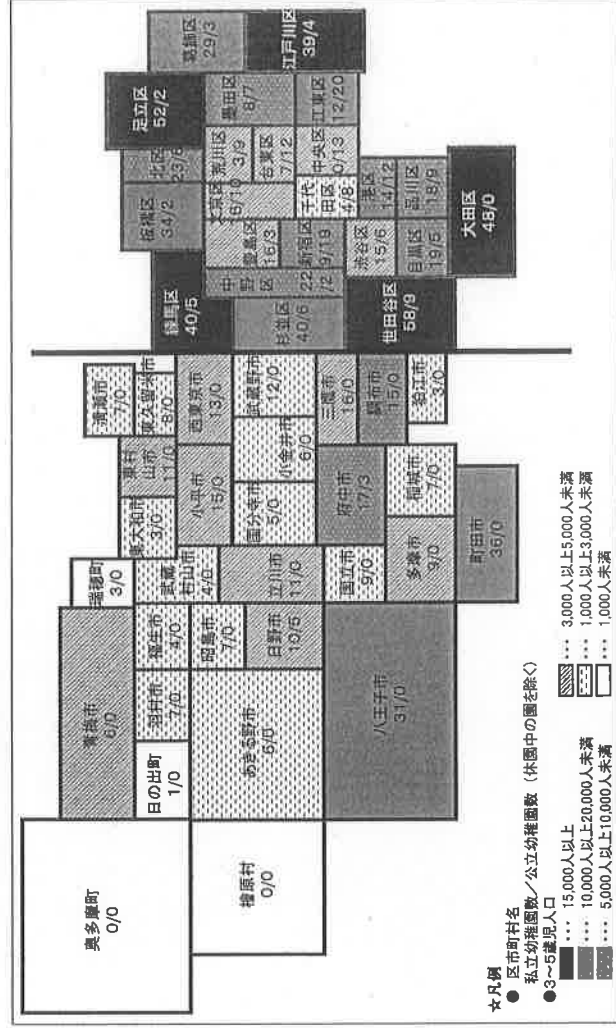 奥多摩町
0/0
檜原村
0/0
青梅市
6/0
日の出町
1/0
羽村市
7/0
福生市
4/0
瑞穂町
3/0
あきる野市
6/0
昭島市
7/0
日野市
10/5
八王子市
31/0
武蔵
村山市
4/0
立川市
11/0
国立市
9/0
多摩市
9/0
町田市
36/0
東大和市
3/0
東村
山市
11/0
小平市
15/0
国分寺市
5/0
小金井市
6/0
府中市
17/3
稲城市
7/0
清瀬市
7/0
東久留米市
8/0
西東京市
13/0
武蔵野市
12/0
三鷹市
16/0
調布市
15/0
狛江市
3/0
練馬区
40/5
杉並区
40/6
世田谷区
58/9
中
野
区
22
/2
板橋区
34/2
豊島区
16/3
新宿区
9/19
渋谷区
15/6
目黒区
19/5
大田区
48/0
北区
23/6
文京区
16/10
千代
田区
4/8
港区
14/12
品川区
18/9
足立区
52/2
荒川区
3/9
台東区
7/12
中央区
0/13
墨田区
8/7
江東区
12/20
葛飾区
29/3
江戸川区
39/4
☆凡例
● 区市町村名
私立幼稚園数/公立幼稚園数(休園中の園を除く)
●3~5歳児人口
・・・ 15,000人以上
・・・ 10,000人以上20,000人未満
・・・ 5,000人以上10,000人未満
・・・ 3,000人以上5,000人未満
・・・ 1,000人以上3,000人未満
・・・ 1,000人未満